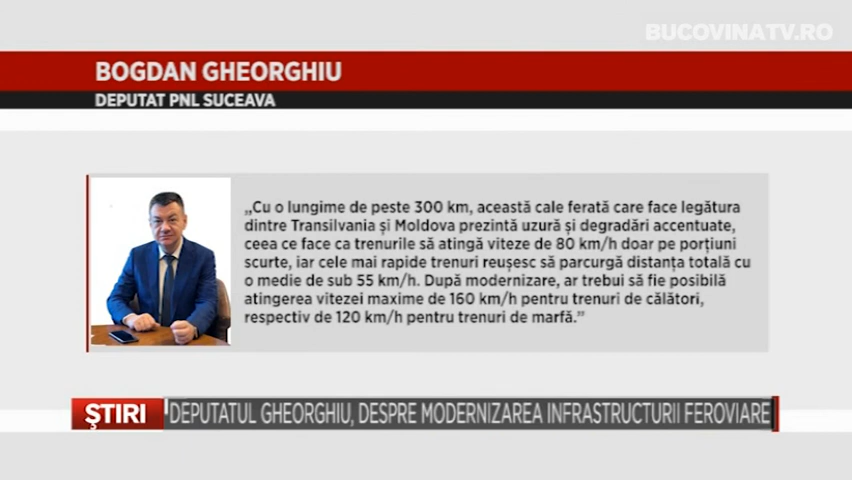 BUCOVINATV.RO
BOGDAN GHEORGHIU
DEPUTAT PNL SUCEAVA
„Cu o lungime de peste 300 km, această cale ferată care face legătura
dintre Transilvania și Moldova prezintă uzură și degradări accentuate,
ceea ce face ca trenurile să atingă viteze de 80 km/h doar pe porțiuni
scurte, iar cele mai rapide trenuri reușesc să parcurgă distanța totală cu
o medie de sub 55 km/h. După modernizare, ar trebui să fie posibilă
atingerea vitezei maxime de 160 km/h pentru trenuri de călători,
respectiv de 120 km/h pentru trenuri de marfă.”
ŞTIRI
DEPUTATUL GHEORGHIU, DESPRE MODERNIZAREA INFRASTRUCTURII FEROVIARE